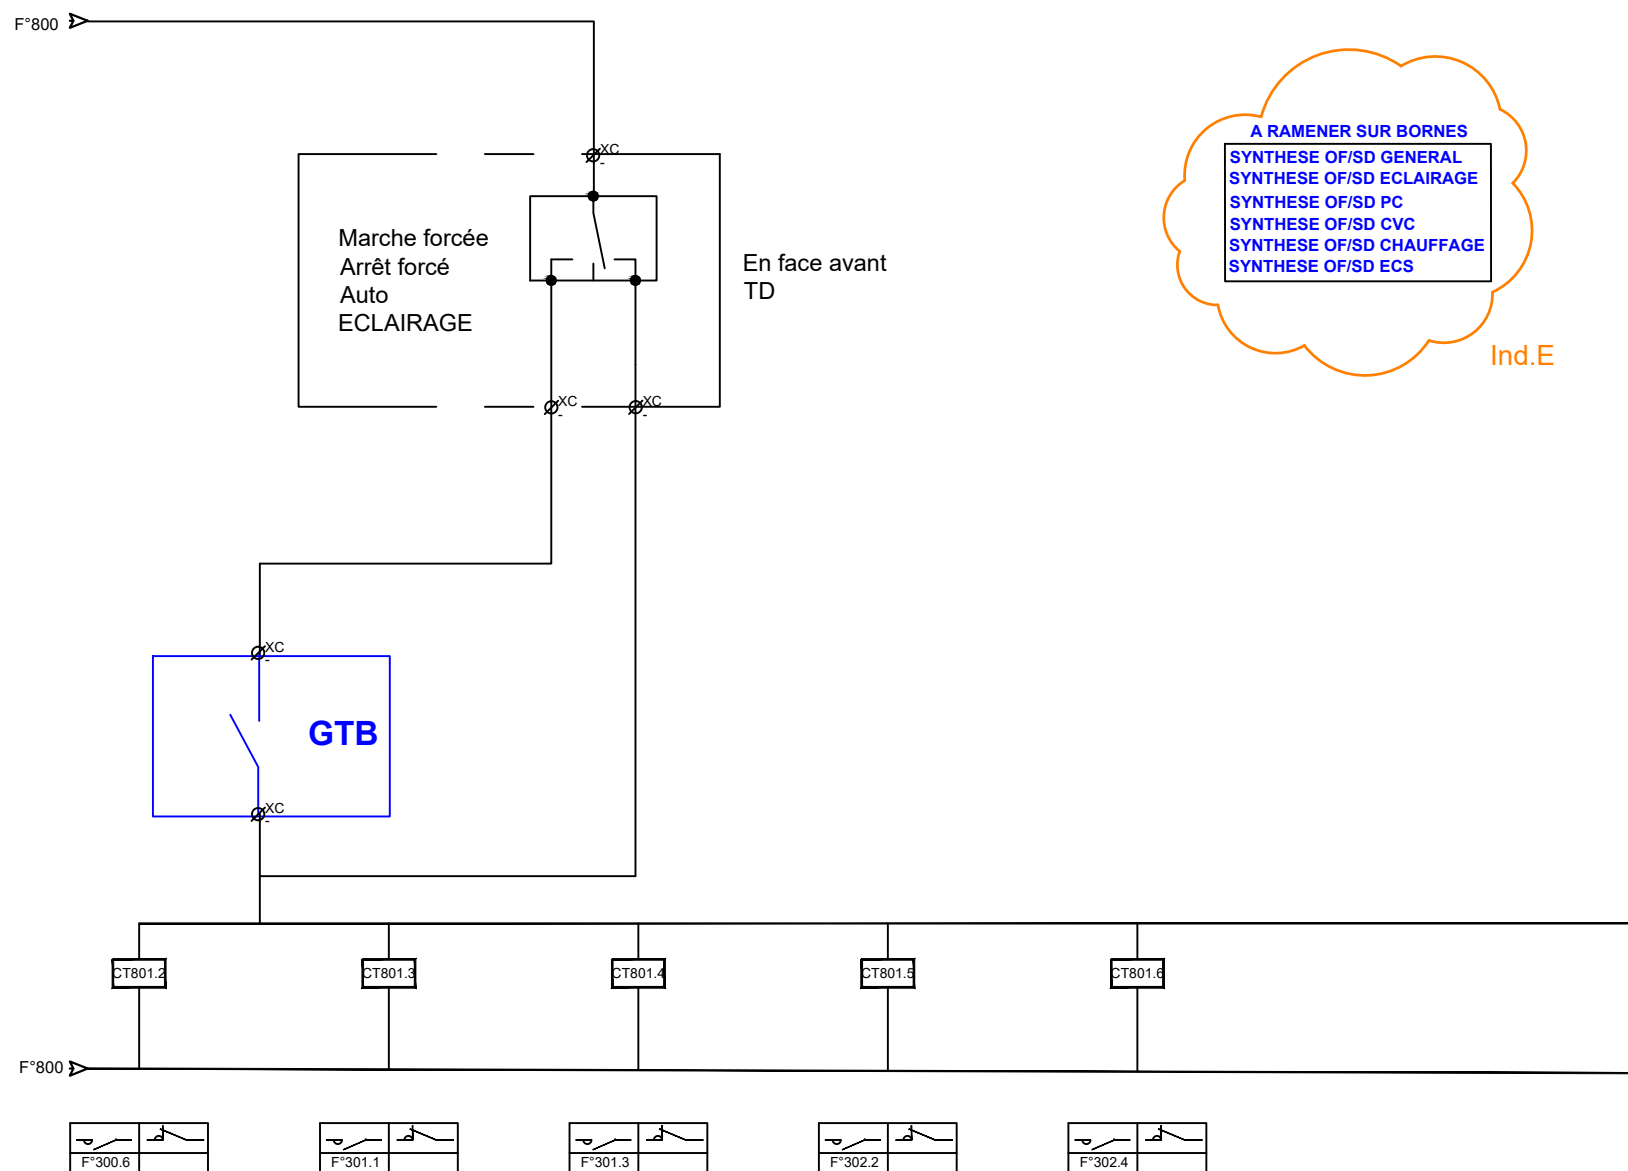 F°800
XC
-
A RAMENER SUR BORNES
SYNTHESE OF/SD GENERAL
SYNTHESE OF/SD ECLAIRAGE
SYNTHESE OF/SD PC
SYNTHESE OF/SD CVC
SYNTHESE OF/SD CHAUFFAGE
SYNTHESE OF/SD ECS
Ind.E
Marche forcée
Arrêt forcé
Auto
ECLAIRAGE
En face avant
TD
XC
-
XC
-
XC
-
GTB
XC
-
CT801.2
CT801.3
CT801.4
CT801.5
CT801.6
F°800
F°300.6
F°301.1
F°301.3
F°302.2
F°302.4